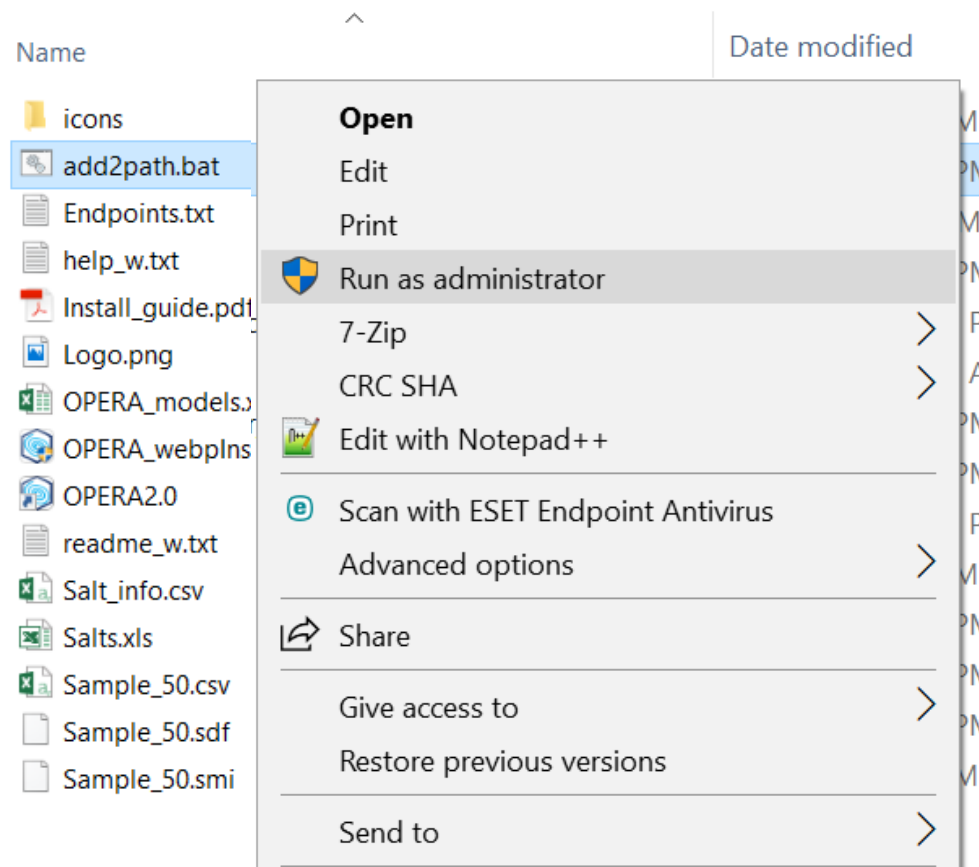 Name
Date modified
icons
add2path.bat
Endpoints.txt
help_w.txt
Install_guide.pdf
Logo.png
OPERA_models.x
OPERA_webpIns
OPERA2.0
readme_w.txt
Salt_info.csv
Salts.xls
Sample_50.csv
Sample_50.sdf
Sample_50.smi
Open
Edit
Print
Run as administrator
7-Zip
CRC SHA
Edit with Notepad++
Scan with ESET Endpoint Antivirus
Advanced options
Share
Give access to
Restore previous versions
Send to